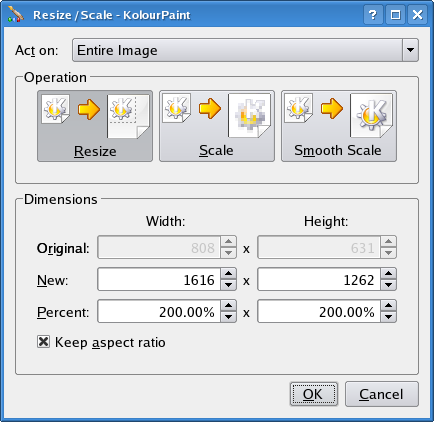 Resize / Scale - KolourPaint
Act on: Entire Image
Operation
Resize Scale Smooth Scale
Dimensions
Width: Height:
Original: 808 x 631
New: 1616 x 1262
Percent: 200.00% x 200.00%
Keep aspect ratio
OK Cancel